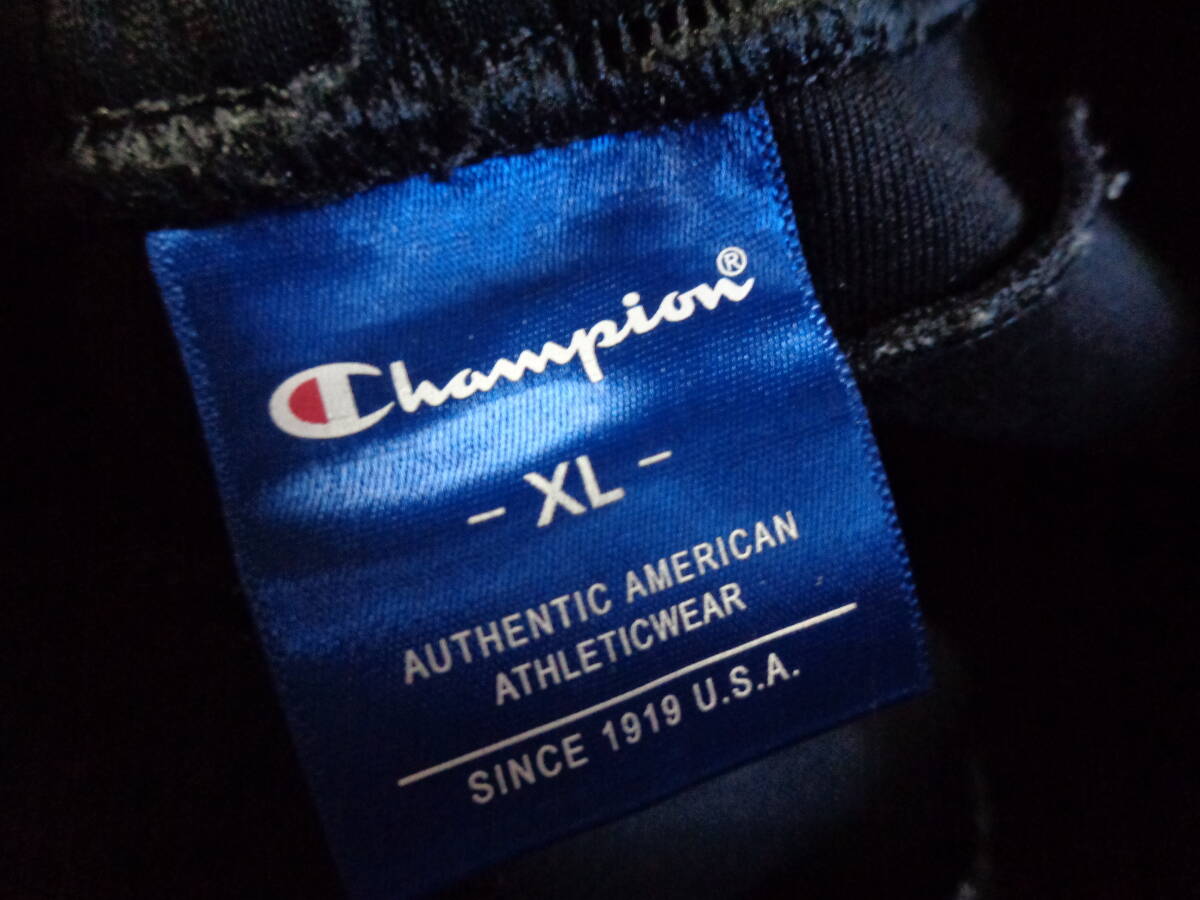 Champion®
- XL -
AUTHENTIC AMERICAN
ATHLETICWEAR
SINCE 1919 U.S.A.